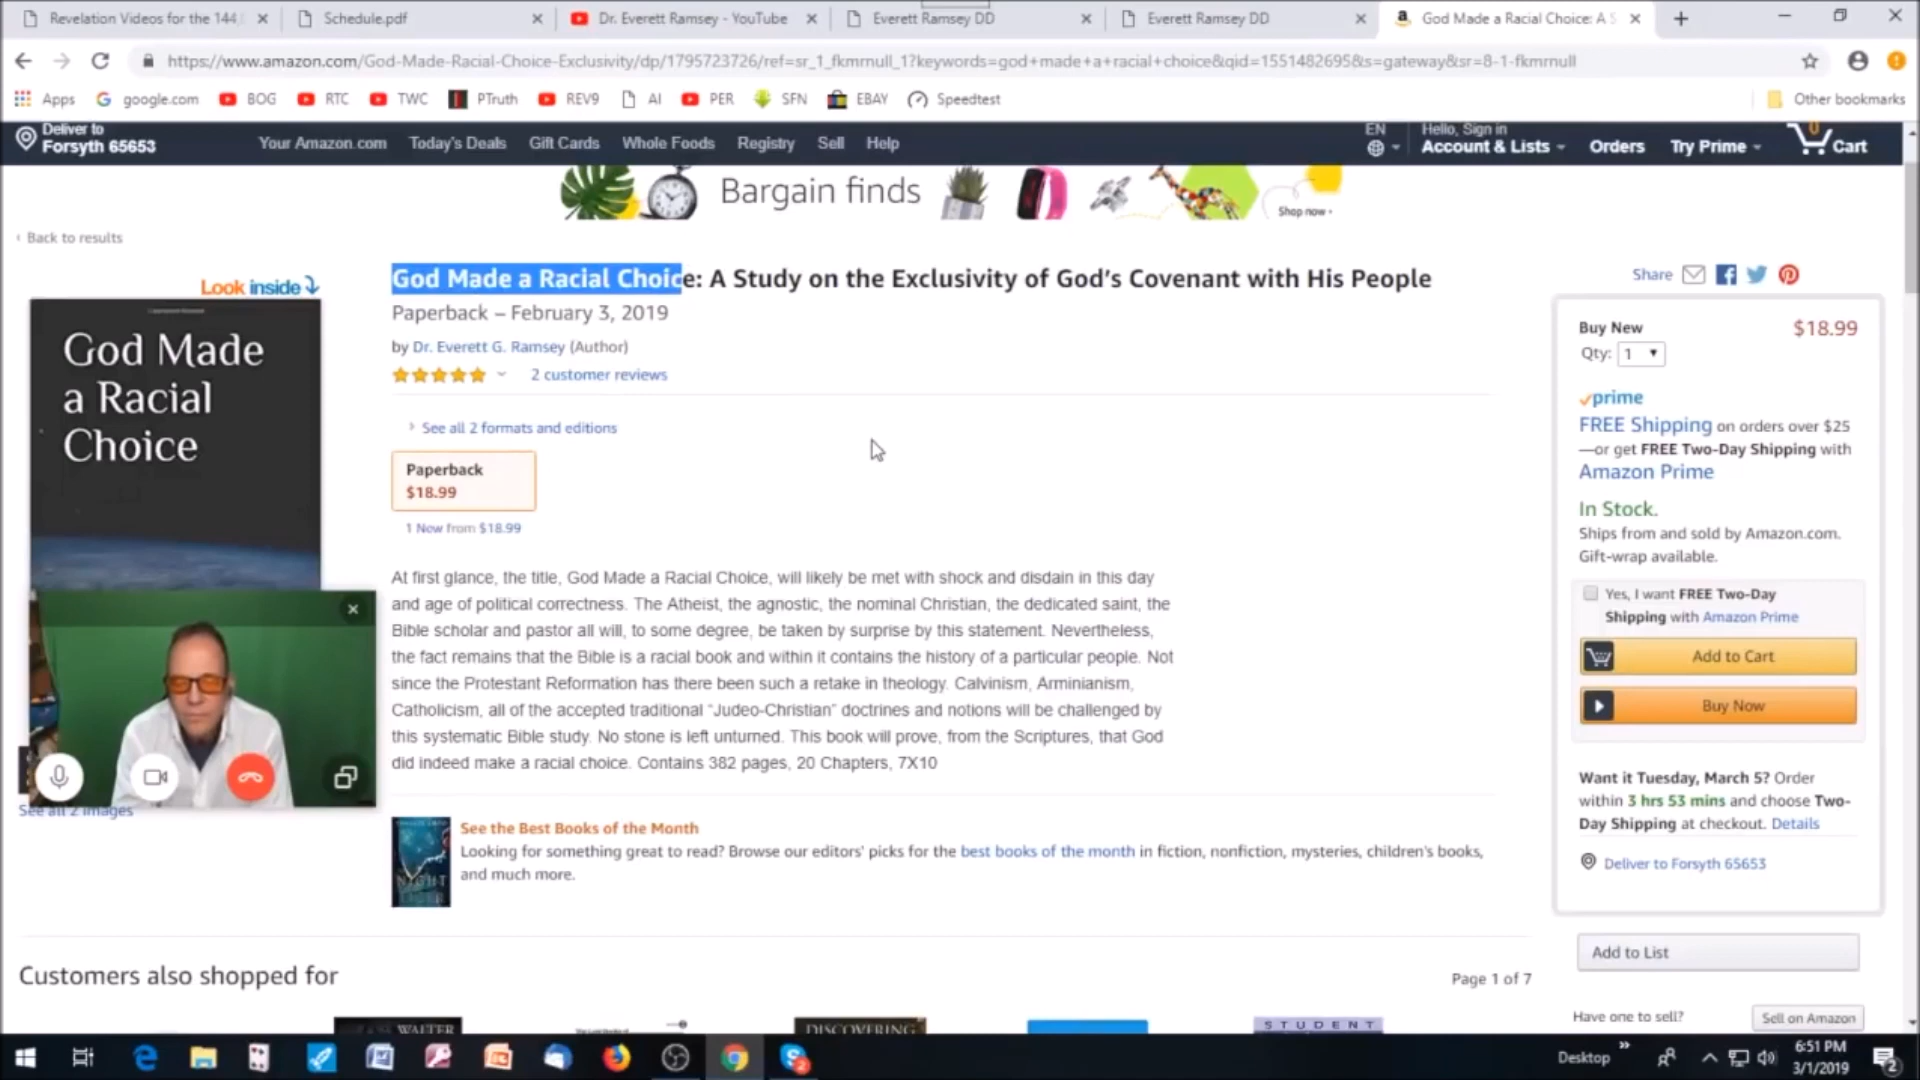 Revelation Videos for the 144,
Schedule.pdf
Dr. Everett Ramsey - YouTube
Everett Ramsey DD
Everett Ramsey DD
God Made a Racial Choice: A S
https://www.amazon.com/God-Made-Racial-Choice-Exclusivity/dp/1795723726/ref=sr_1_fkmrnull_1?keywords=god+made+a+racial+choice&qid=1551482695&s=gateway&sr=8-1-fkmrnull
Apps google.com BOG RTC TWC PTruth REV9 AI PER SFN EBAY Speedtest Other bookmarks
Deliver to
Forsyth 65653
Your Amazon.com Today's Deals Gift Cards Whole Foods Registry Sell Help
EN
Hello, Sign in
Account & Lists
Orders
Try Prime
0
Cart
Bargain finds
Shop now
Back to results
Look inside
God Made
a Racial
Choice
See all 2 images
God Made a Racial Choice: A Study on the Exclusivity of God's Covenant with His People
Paperback – February 3, 2019
by Dr. Everett G. Ramsey (Author)
2 customer reviews
See all 2 formats and editions
Paperback
$18.99
1 New from $18.99
At first glance, the title, God Made a Racial Choice, will likely be met with shock and disdain in this day
and age of political correctness. The Atheist, the agnostic, the nominal Christian, the dedicated saint, the
Bible scholar and pastor all will, to some degree, be taken by surprise by this statement. Nevertheless,
the fact remains that the Bible is a racial book and within it contains the history of a particular people. Not
since the Protestant Reformation has there been such a retake in theology. Calvinism, Arminianism,
Catholicism, all of the accepted traditional "Judeo-Christian" doctrines and notions will be challenged by
this systematic Bible study. No stone is left unturned. This book will prove, from the Scriptures, that God
did indeed make a racial choice. Contains 382 pages, 20 Chapters, 7X10
See the Best Books of the Month
Looking for something great to read? Browse our editors' picks for the best books of the month in fiction, nonfiction, mysteries, children's books,
and much more.
NIGHT
TIGER
Share
Buy New $18.99
Qty: 1
prime
FREE Shipping on orders over $25
—or get FREE Two-Day Shipping with
Amazon Prime
In Stock.
Ships from and sold by Amazon.com.
Gift-wrap available.
Yes, I want FREE Two-Day
Shipping with Amazon Prime
Add to Cart
Buy Now
Want it Tuesday, March 5? Order
within 3 hrs 53 mins and choose Two-
Day Shipping at checkout. Details
Deliver to Forsyth 65653
Add to List
Have one to sell? Sell on Amazon
Customers also shopped for
Page 1 of 7
WALTER
DISCOVERING
STUDENT
Desktop
6:51 PM
3/1/2019
2
2